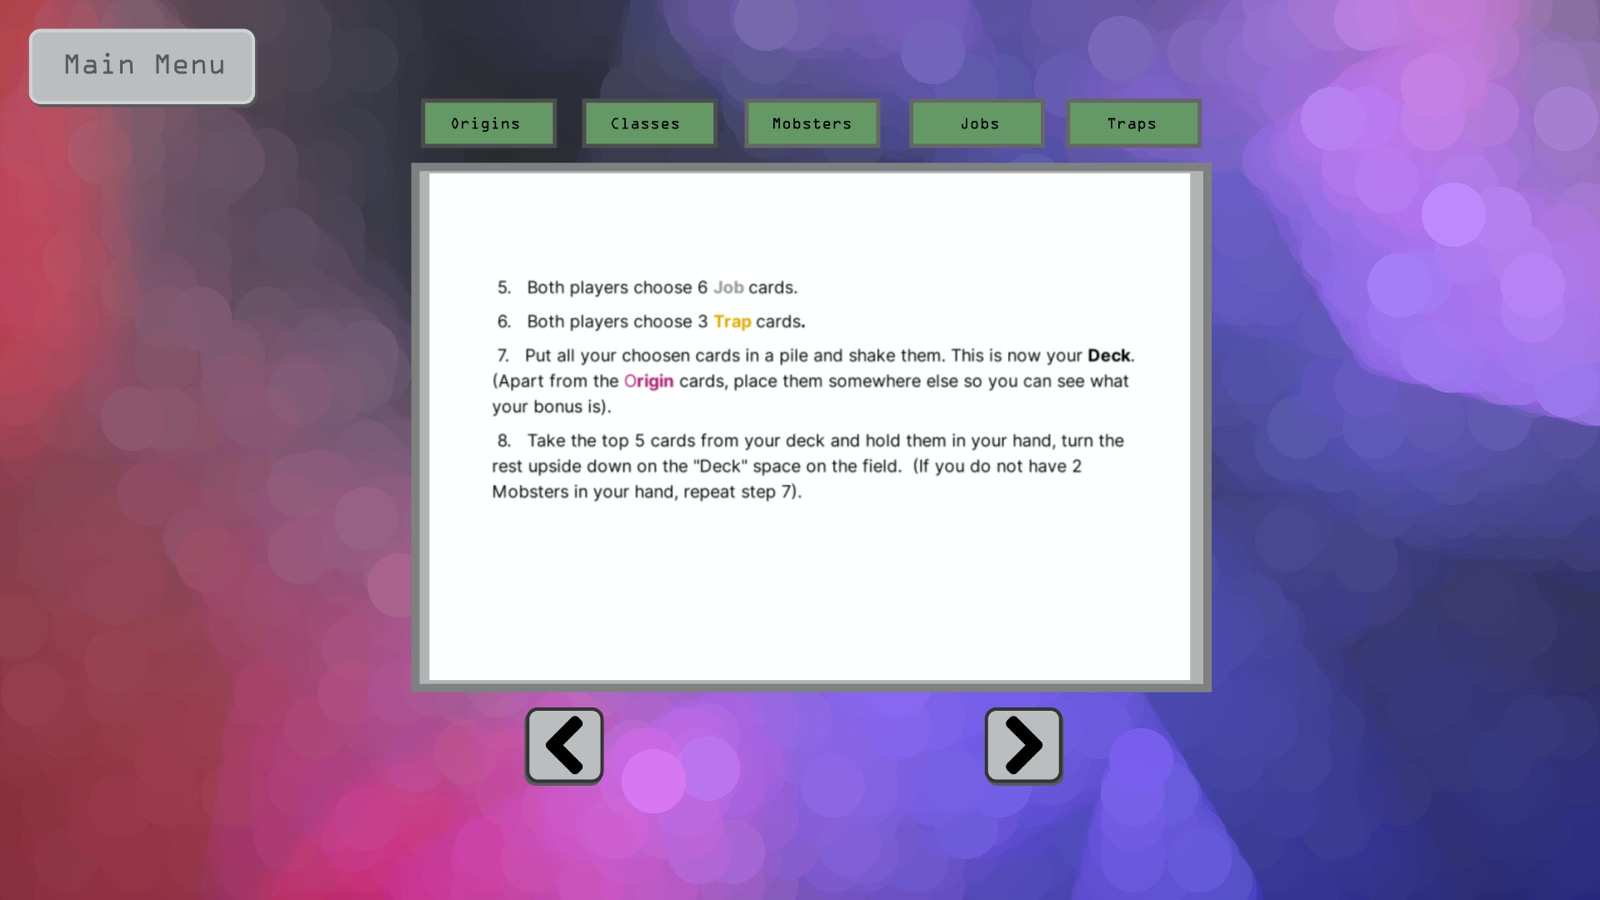 Main Menu
Origins
Classes
Mobsters
Jobs
Traps
5. Both players choose 6 Job cards.
6. Both players choose 3 Trap cards.
7. Put all your choosen cards in a pile and shake them. This is now your Deck.
(Apart from the Origin cards, place them somewhere else so you can see what
your bonus is).
8. Take the top 5 cards from your deck and hold them in your hand, turn the
rest upside down on the "Deck" space on the field. (If you do not have 2
Mobsters in your hand, repeat step 7).